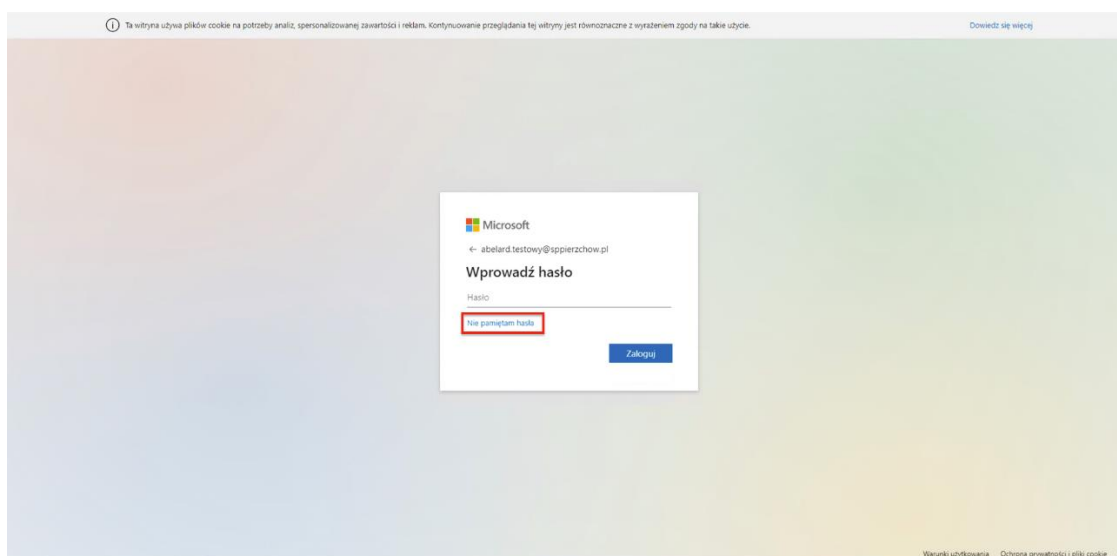 Ta witryna używa plików cookie na potrzeby analiz, spersonalizowanej zawartości i reklam. Kontynuowanie przeglądania tej witryny jest równoznaczne z wyrażeniem zgody na takie użycie.
Dowiedz się więcej
Microsoft
← abelard.testowy@sppierzchow.pl
Wprowadź hasło
Hasło
Nie pamiętam hasła
Zaloguj
Warunki użytkowania Ochrona prywatności i pliki cookie